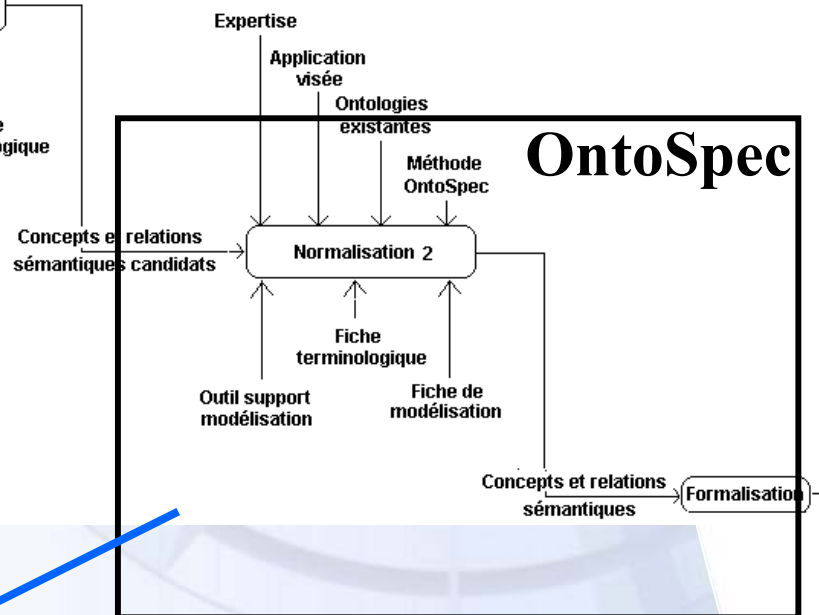 Expertise
Application
visée
Ontologies
existantes
OntoSpec
gique
Méthode
OntoSpec
Concepts et relations
sémantiques candidats
Normalisation 2
Fiche
terminologique
Outil support
modélisation
Fiche de
modélisation
Concepts et relations
sémantiques
Formalisation